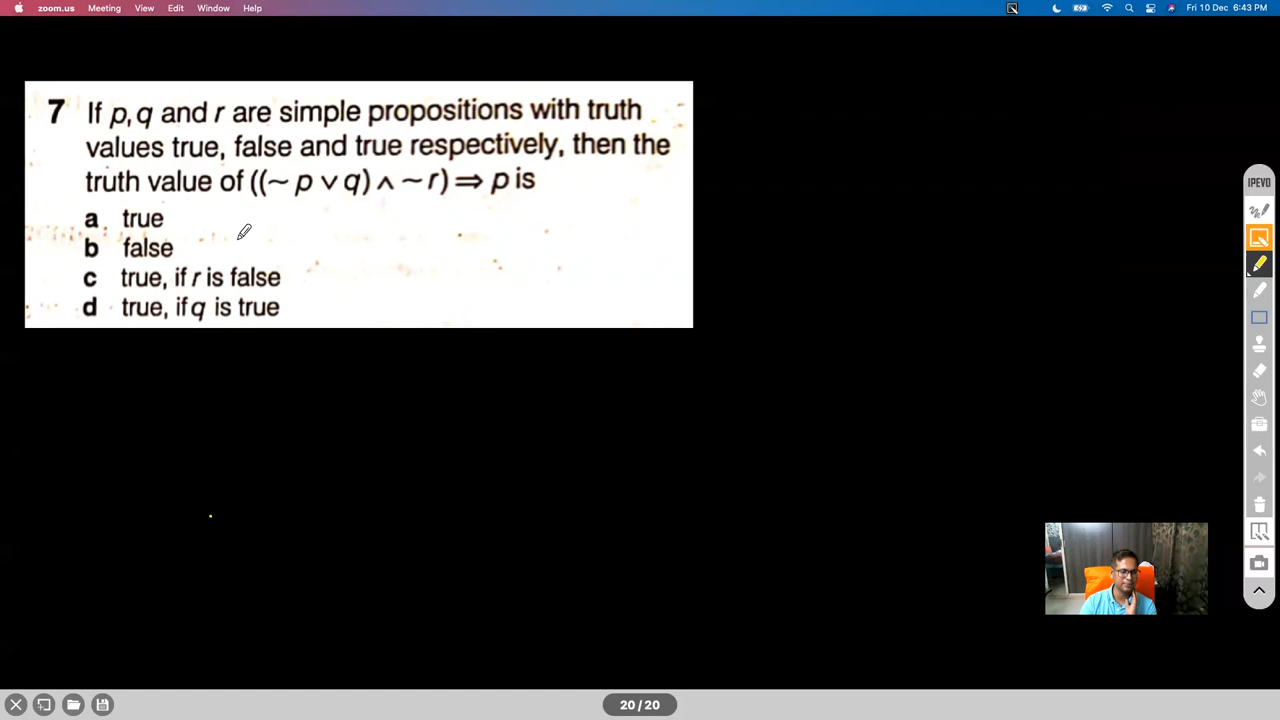 zoom.us Meeting View Edit Window Help Fri 10 Dec 6:43 PM
7 If p, q and r are simple propositions with truth
values true, false and true respectively, then the
truth value of ((~ p ∨ q) ∧ ~ r) ⇒ p is
a true
b false
c true, if r is false
d true, if q is true
IPEVO
20 / 20